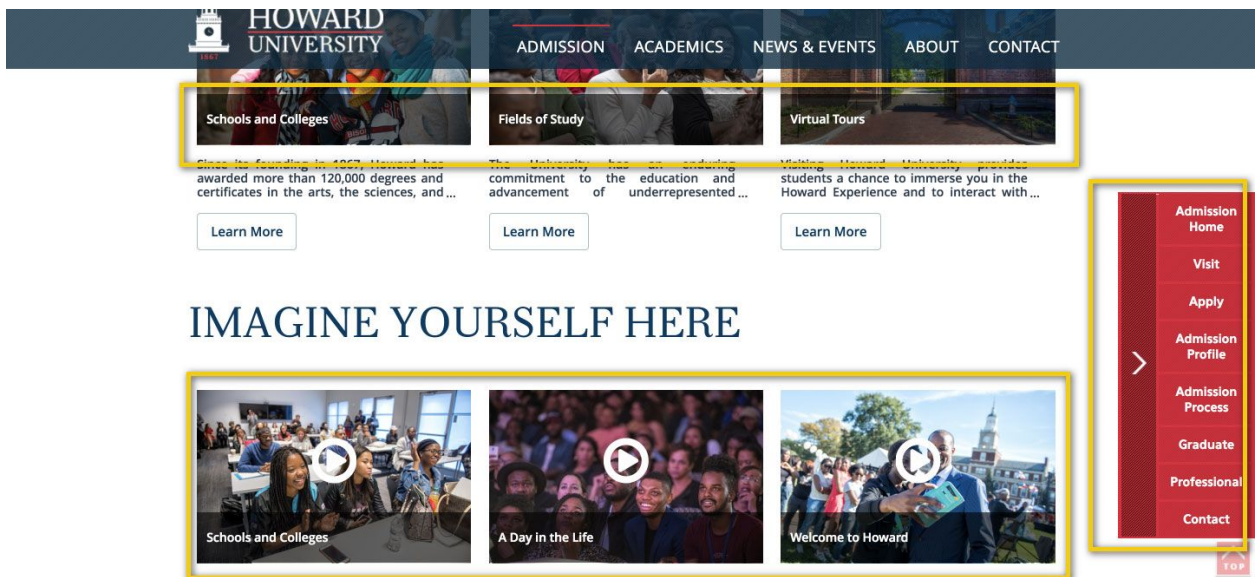 HOWARD
UNIVERSITY
1867
ADMISSION ACADEMICS NEWS & EVENTS ABOUT CONTACT
Schools and Colleges
Fields of Study
Virtual Tours
Since its founding in 1867, Howard has
awarded more than 120,000 degrees and
certificates in the arts, the sciences, and ...
The University has an enduring
commitment to the education and
advancement of underrepresented ...
Visiting Howard University provides
students a chance to immerse you in the
Howard Experience and to interact with ...
Learn More
Learn More
Learn More
IMAGINE YOURSELF HERE
Schools and Colleges
A Day in the Life
Welcome to Howard
Admission
Home
Visit
Apply
Admission
Profile
Admission
Process
Graduate
Professional
Contact
TOP